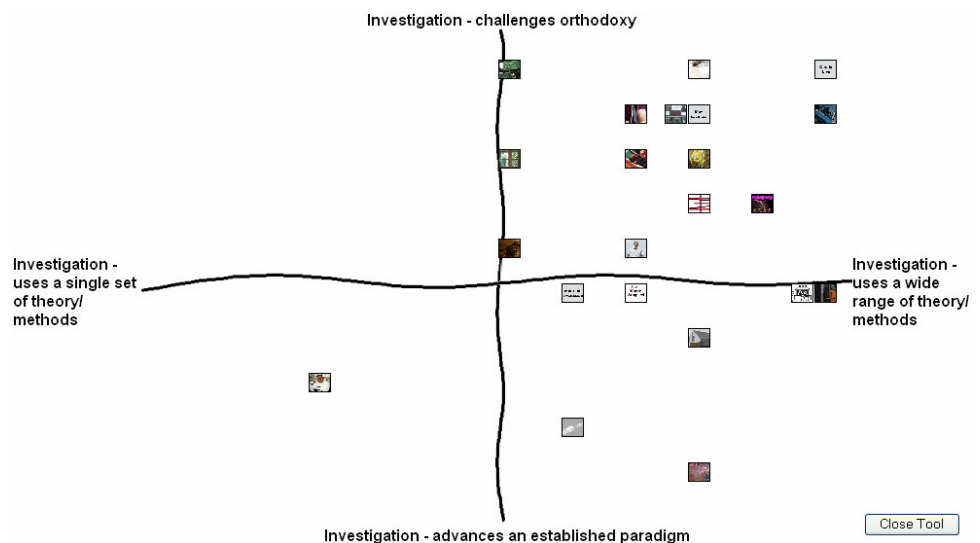 Investigation - challenges orthodoxy
Investigation -
uses a single set
of theory/
methods
Investigation -
uses a wide
range of theory/
methods
Investigation - advances an established paradigm
Close Tool